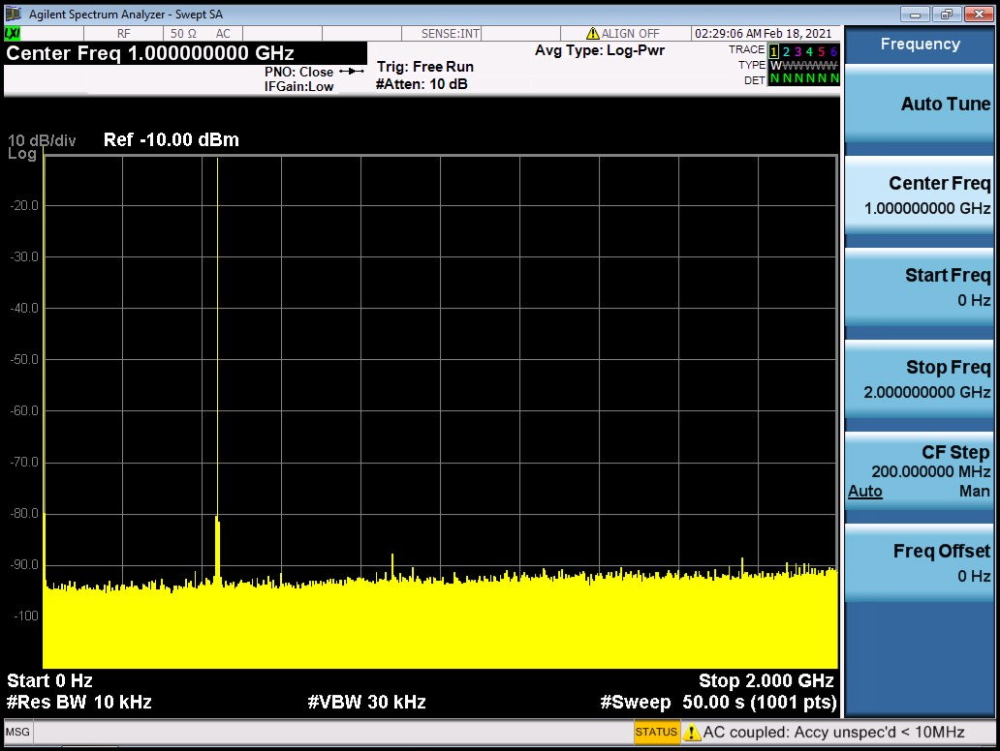 Agilent Spectrum Analyzer - Swept SA
LXI RF 50 Ω AC SENSE:INT ALIGN OFF 02:29:06 AM Feb 18, 2021
Center Freq 1.000000000 GHz
PNO: Close
IFGain:Low
Trig: Free Run
#Atten: 10 dB
Avg Type: Log-Pwr
TRACE 1 2 3 4 5 6
TYPE WWWWWW
DET N N N N N N
10 dB/div
Log
Ref -10.00 dBm
-20.0
-30.0
-40.0
-50.0
-60.0
-70.0
-80.0
-90.0
-100
Start 0 Hz
Stop 2.000 GHz
#Res BW 10 kHz
#VBW 30 kHz
#Sweep 50.00 s (1001 pts)
Frequency
Auto Tune
Center Freq
1.000000000 GHz
Start Freq
0 Hz
Stop Freq
2.000000000 GHz
CF Step
200.000000 MHz
Auto Man
Freq Offset
0 Hz
MSG
STATUS
AC coupled: Accy unspec'd < 10MHz